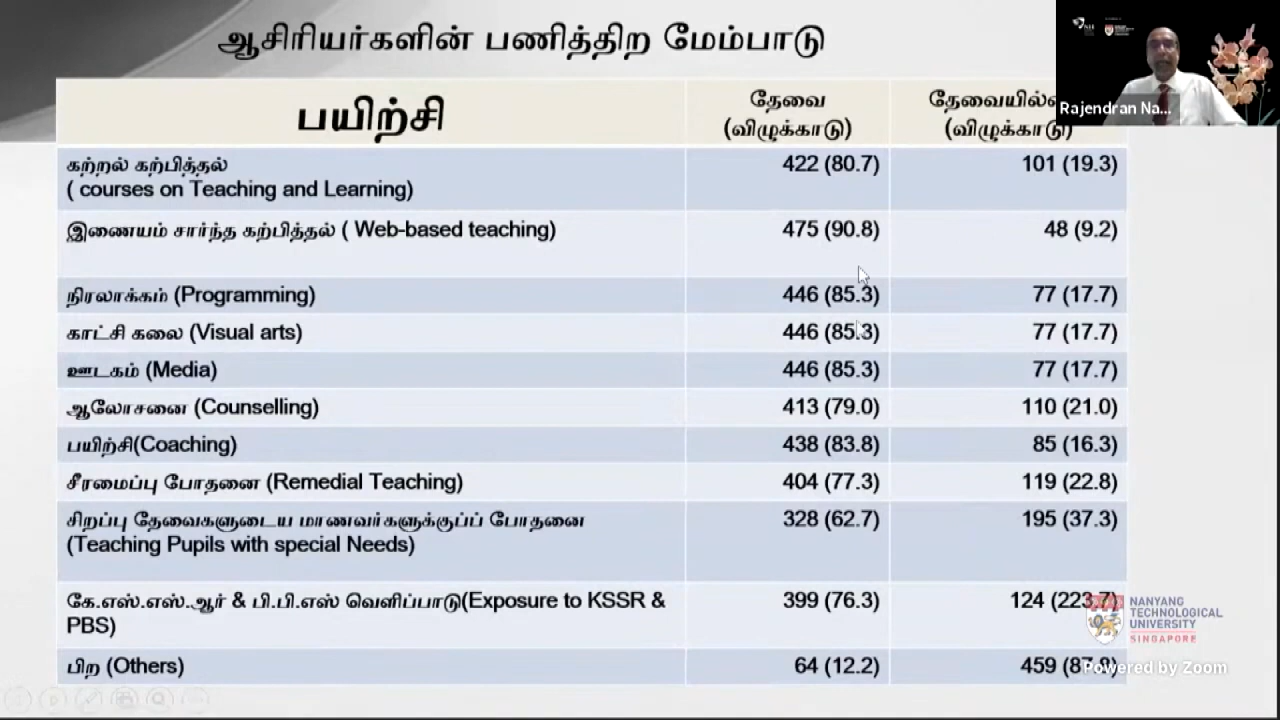 ஆசிரியர்களின் பணித்திற மேம்பாடு
பயிற்சி
தேவை
(விழுக்காடு)
(விழுக்காடு)
Rajendran Na...
கற்றல் கற்பித்தல்
( courses on Teaching and Learning)
422 (80.7)
101 (19.3)
இணையம் சார்ந்த கற்பித்தல் ( Web-based teaching)
475 (90.8)
48 (9.2)
நிரலாக்கம் (Programming)
446 (85.3)
77 (17.7)
காட்சி கலை (Visual arts)
446 (85.3)
77 (17.7)
ஊடகம் (Media)
446 (85.3)
77 (17.7)
ஆலோசனை (Counselling)
413 (79.0)
110 (21.0)
பயிற்சி(Coaching)
438 (83.8)
85 (16.3)
சீரமைப்பு போதனை (Remedial Teaching)
404 (77.3)
119 (22.8)
சிறப்பு தேவைகளுடைய மாணவர்களுக்குப்ப் போதனை
(Teaching Pupils with special Needs)
328 (62.7)
195 (37.3)
கே.எஸ்.எஸ்.ஆர் & பி.பி.எஸ் வெளிப்பாடு(Exposure to KSSR &
PBS)
399 (76.3)
124 (223.7)
பிற (Others)
64 (12.2)
459
NANYANG
TECHNOLOGICAL
UNIVERSITY
SINGAPORE
Powered by Zoom